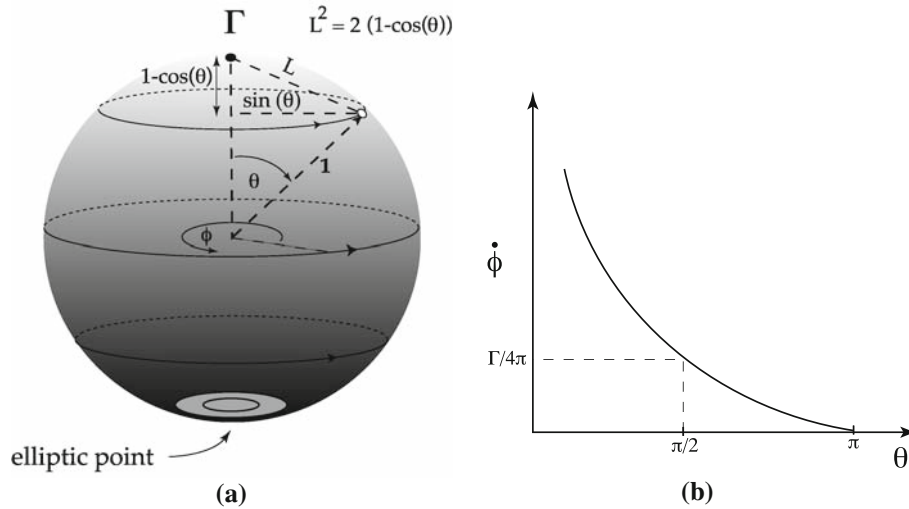 Γ
L² = 2 (1-cos(θ))
1-cos(θ)
L
sin (θ)
θ
1
ϕ
elliptic point
(a)
ϕ̇
Γ/4π
π/2
π
θ
(b)